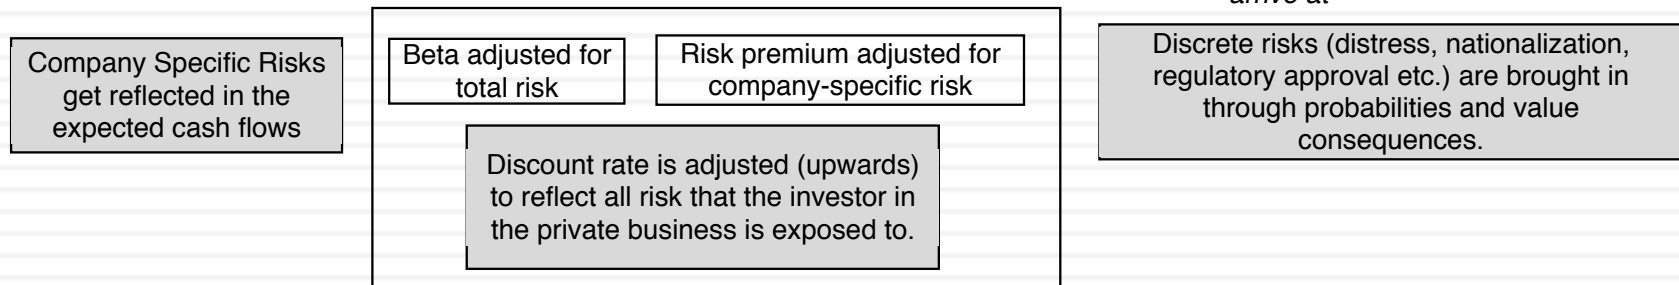 arrive at
Company Specific Risks
get reflected in the
expected cash flows
Beta adjusted for
total risk
Risk premium adjusted for
company-specific risk
Discount rate is adjusted (upwards)
to reflect all risk that the investor in
the private business is exposed to.
Discrete risks (distress, nationalization,
regulatory approval etc.) are brought in
through probabilities and value
consequences.